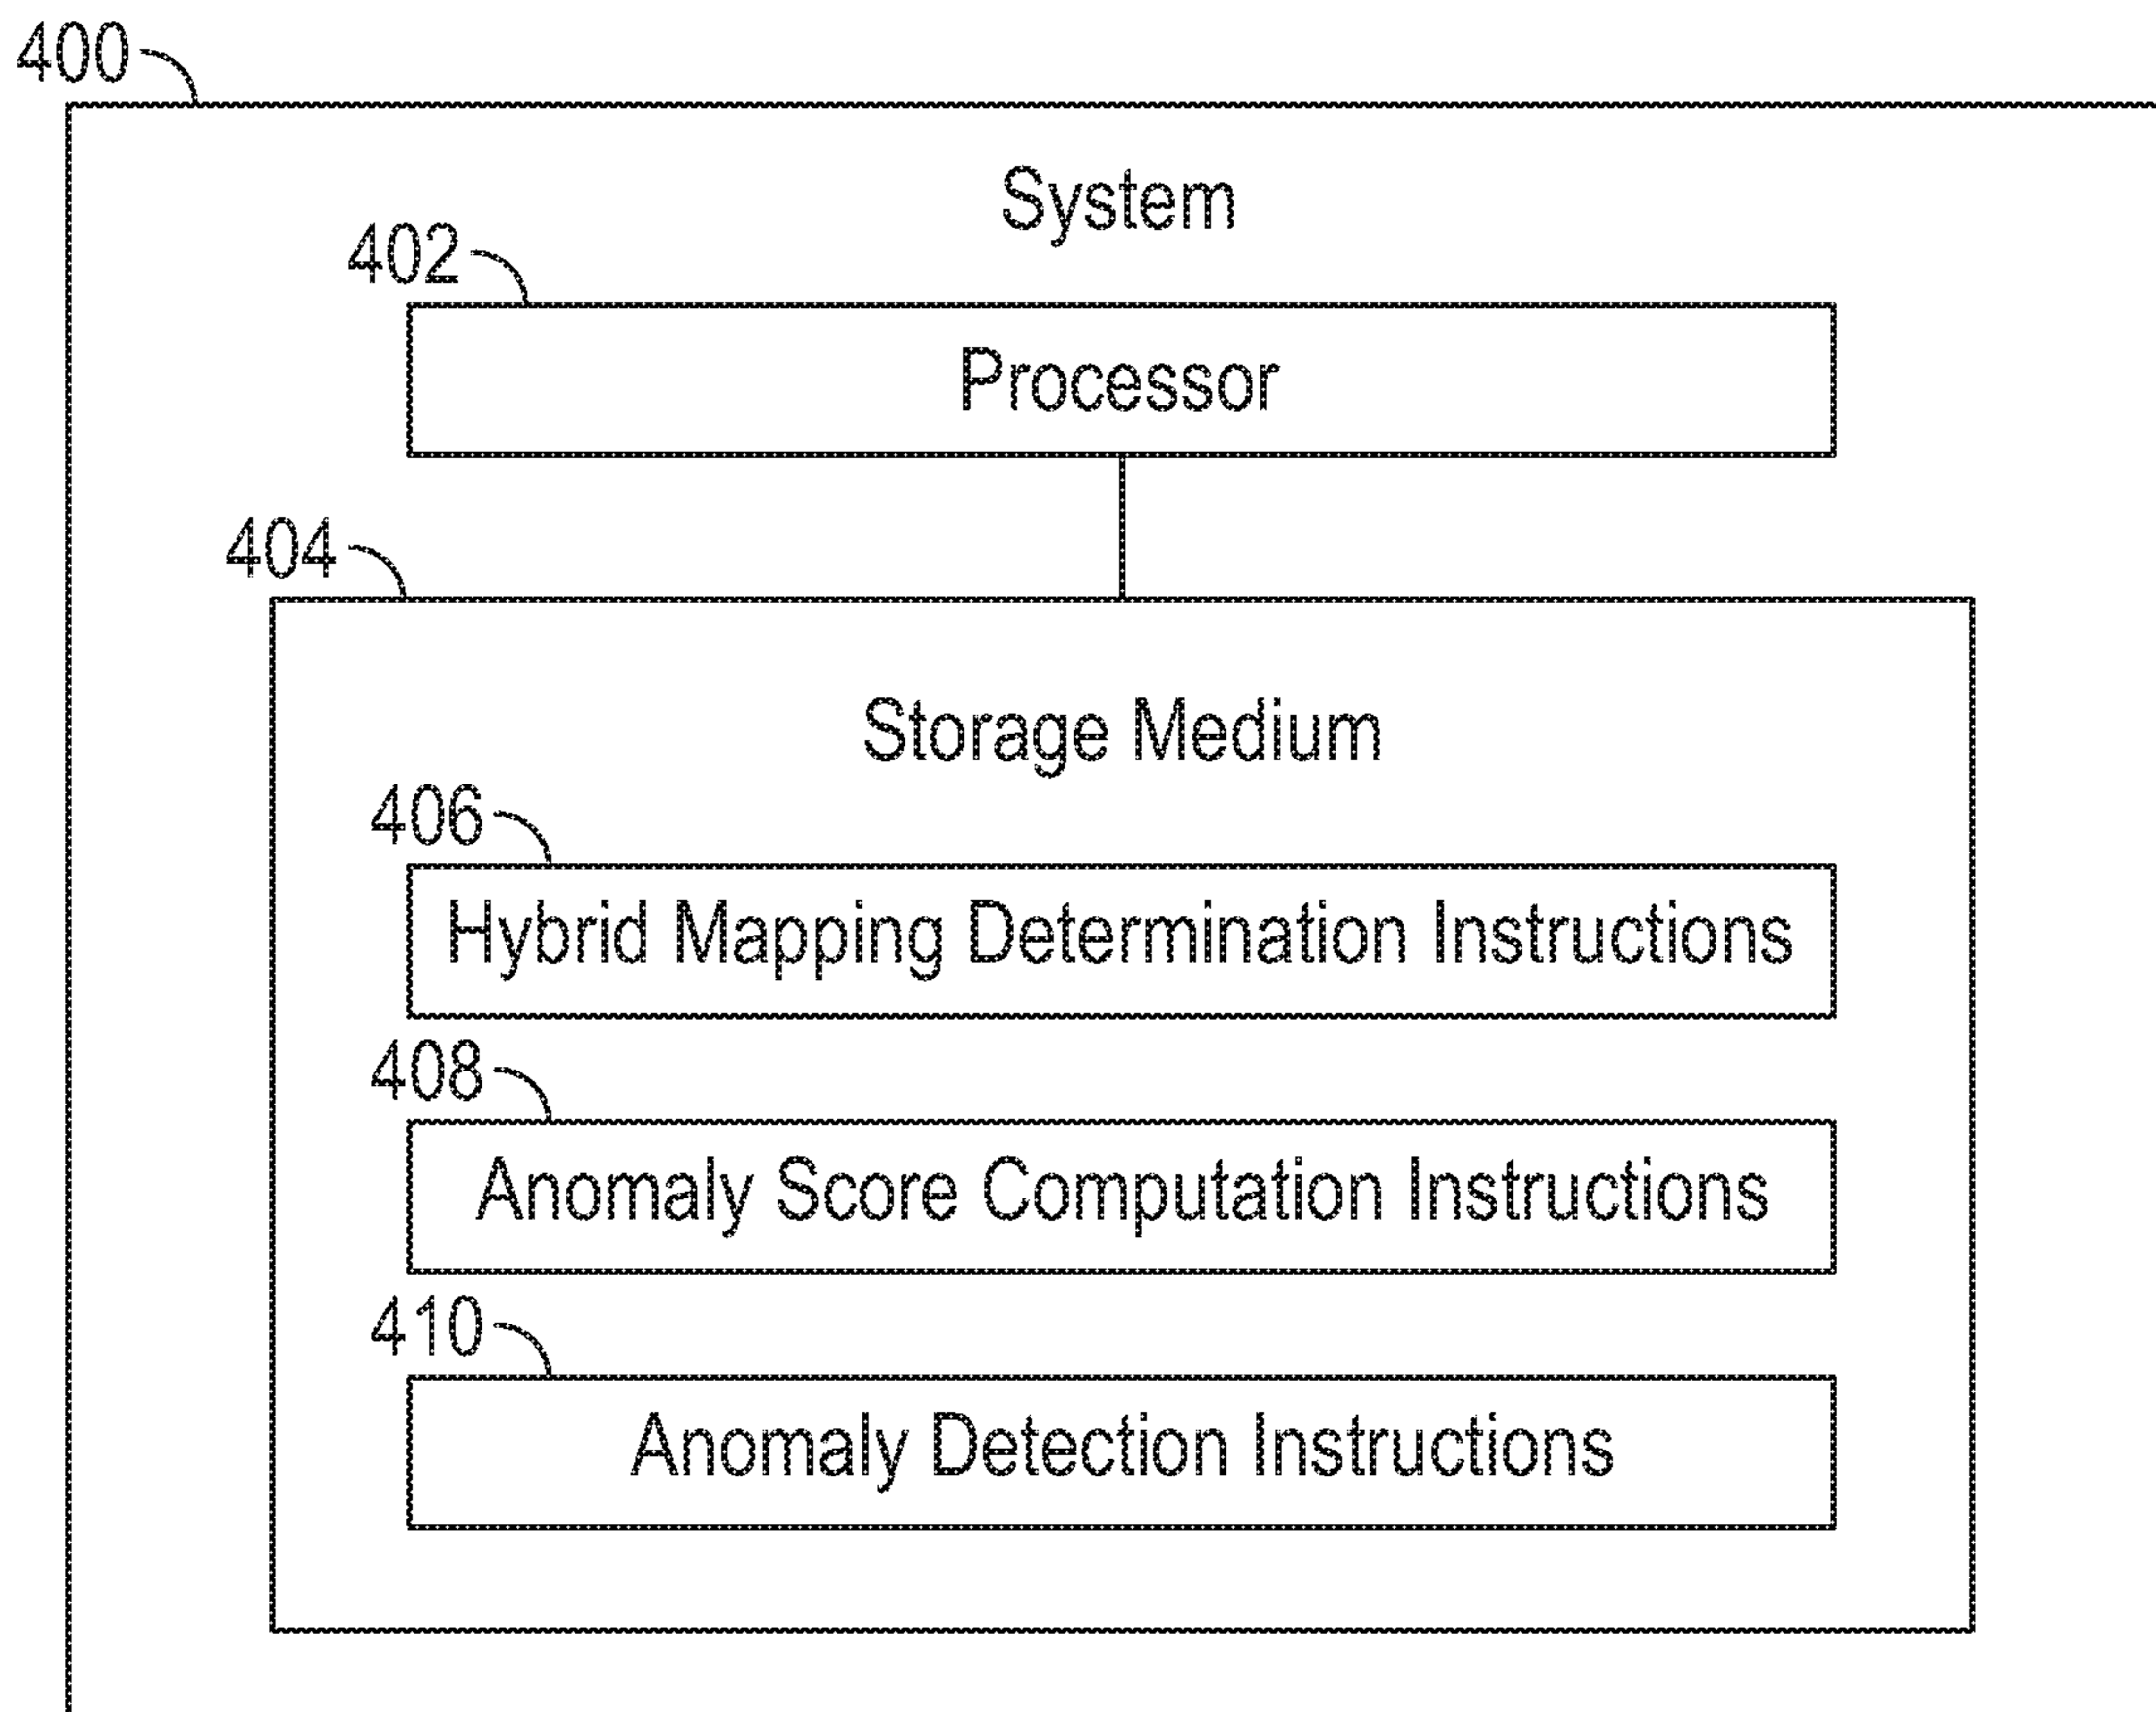 400
System
402
Processor
404
Storage Medium
406
Hybrid Mapping Determination Instructions
408
Anomaly Score Computation Instructions
410
Anomaly Detection Instructions